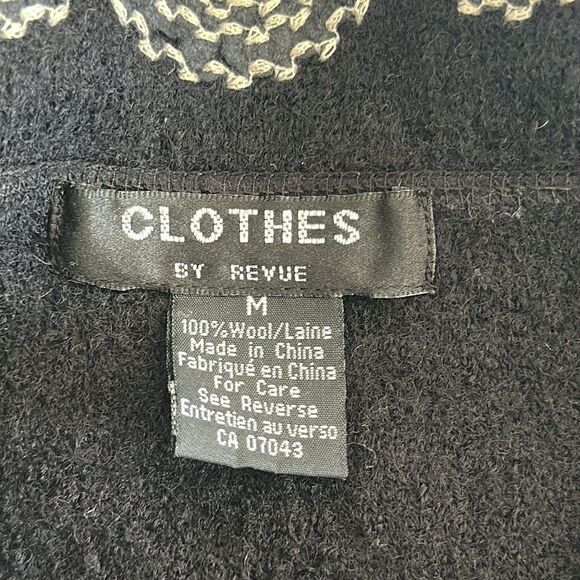 CLOTHES
BY REVUE
M
100%Wool/Laine
Made in China
Fabriqué en China
For Care
See Reverse
Entretien au verso
CA 07043